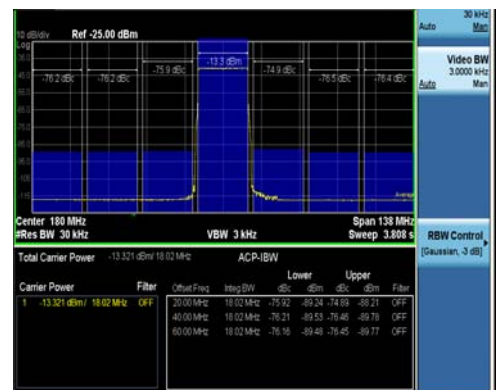 10 dB/div Ref -25.00 dBm
Log
-76.2 dBc -76.2 dBc -75.9 dBc -13.3 dBm -74.9 dBc -76.5 dBc -76.4 dBc
Average
Center 180 MHz Span 138 MHz
#Res BW 30 kHz VBW 3 kHz Sweep 3.808 s
Total Carrier Power -13.321 dBm/ 18.02 MHz ACP-IBW
Lower Upper
Carrier Power Filter Offset Freq Integ BW dBc dBm dBc dBm Filter
1 -13.321 dBm / 18.02 MHz OFF 20.00 MHz 18.02 MHz -75.92 -89.24 -74.89 -88.21 OFF
40.00 MHz 18.02 MHz -76.21 -89.53 -76.46 -89.78 OFF
60.00 MHz 18.02 MHz -76.16 -89.48 -76.45 -89.77 OFF
30 kHz
Auto Man
Video BW
3.0000 kHz
Auto Man
RBW Control
[Gaussian, -3 dB]